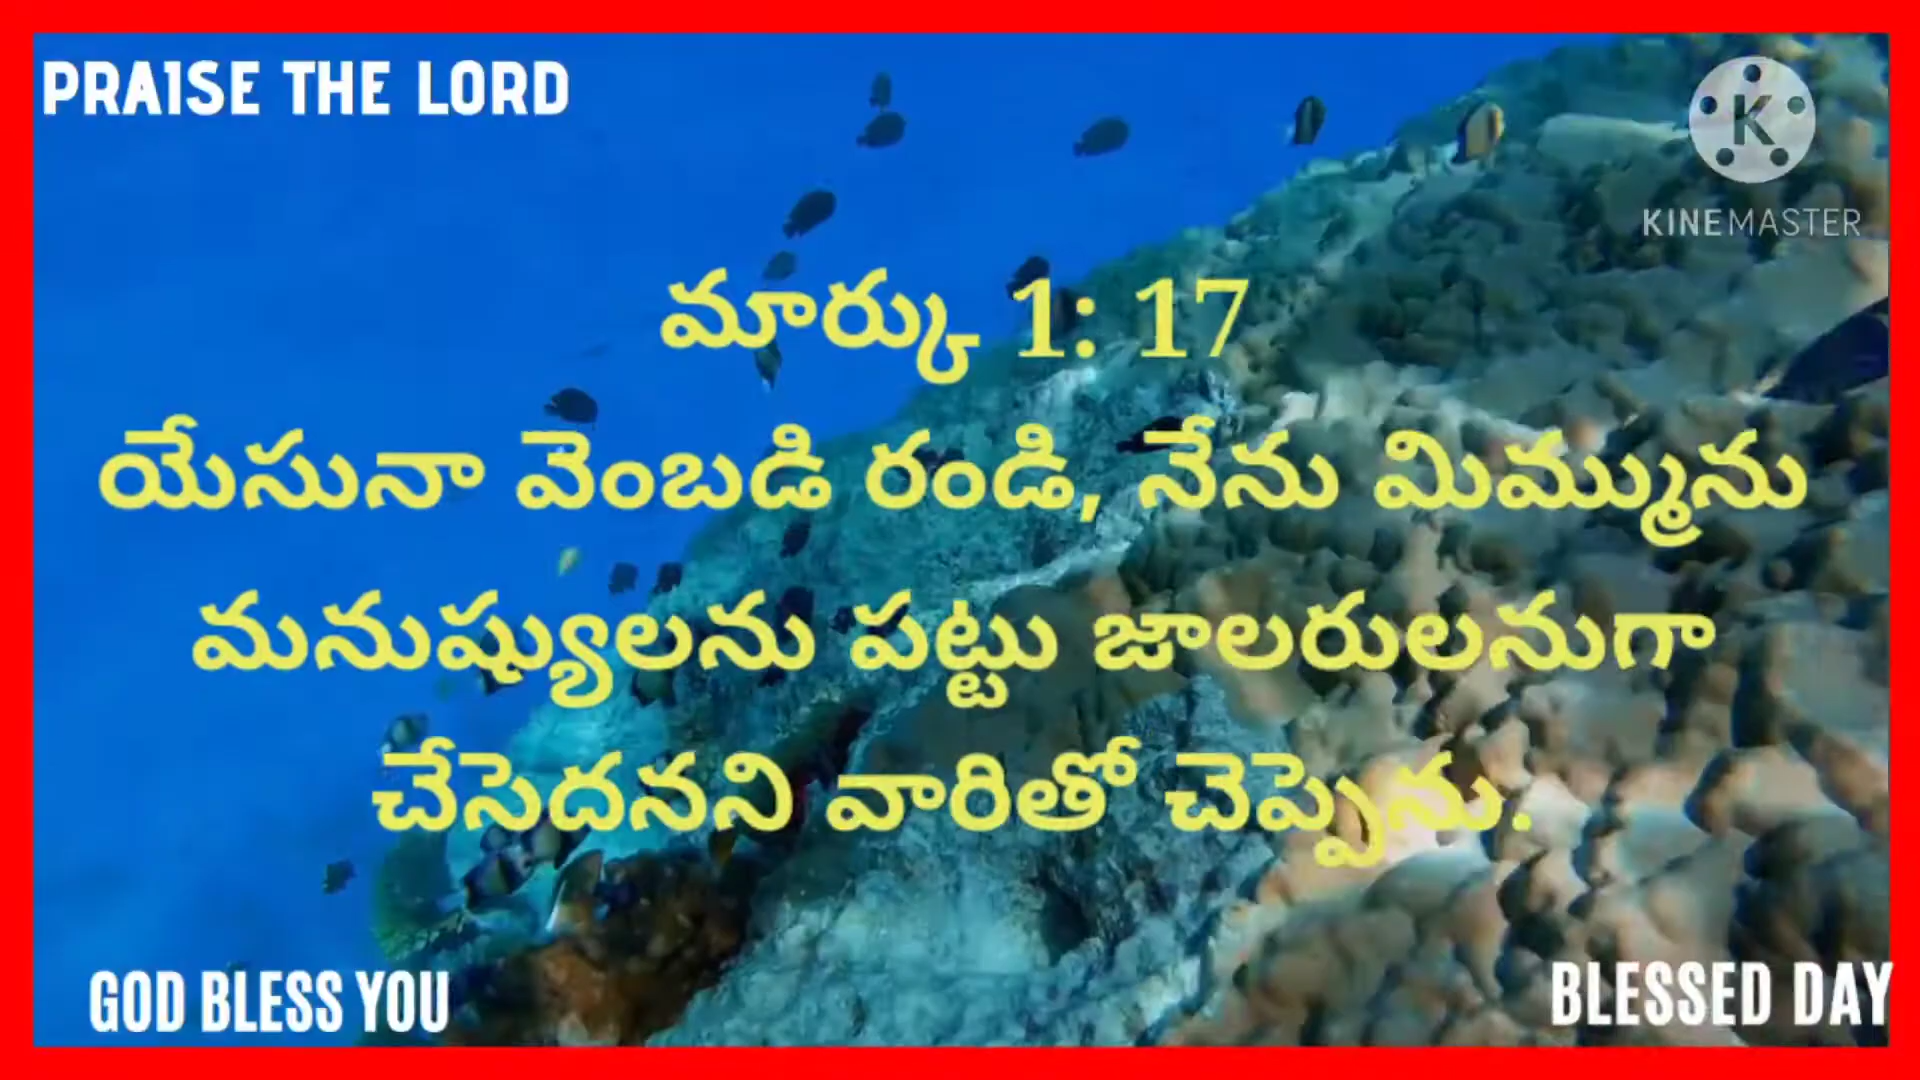 PRAISE THE LORD
K
KINEMASTER
మార్కు 1: 17
యేసునా వెంబడి రండి, నేను మిమ్మును
మనుష్యులను పట్టు జాలరులనుగా
చేసెదనని వారితో చెప్పెను.
GOD BLESS YOU
BLESSED DAY